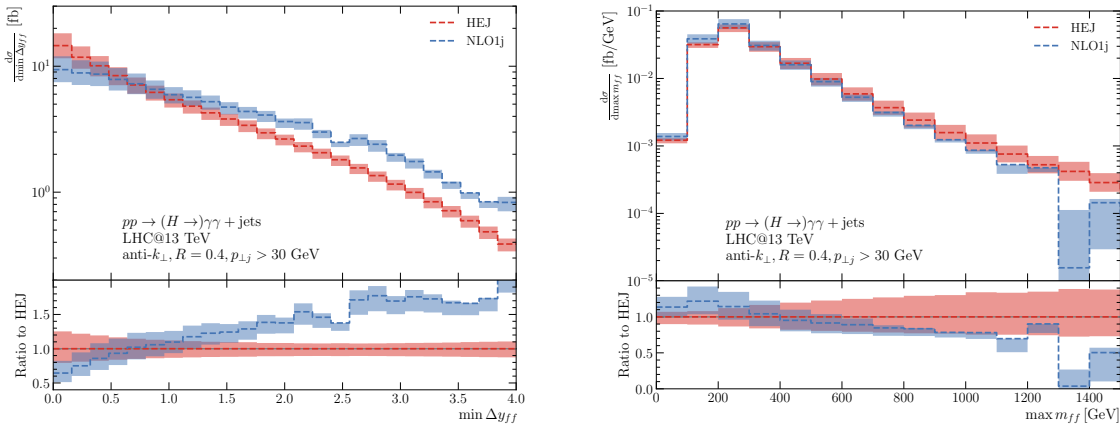 dσ/dmin Δy_ff [fb]
10^1
10^0
HEJ
NLO1j
pp → (H →)γγ + jets
LHC@13 TeV
anti-k_⊥, R = 0.4, p_⊥j > 30 GeV
Ratio to HEJ
1.5
1.0
0.5
0.0 0.5 1.0 1.5 2.0 2.5 3.0 3.5 4.0
min Δy_ff
dσ/dmax m_ff [fb/GeV]
10^−1
10^−2
10^−3
10^−4
10^−5
HEJ
NLO1j
pp → (H →)γγ + jets
LHC@13 TeV
anti-k_⊥, R = 0.4, p_⊥j > 30 GeV
Ratio to HEJ
1.0
0.5
0.0
0 200 400 600 800 1000 1200 1400
max m_ff [GeV]